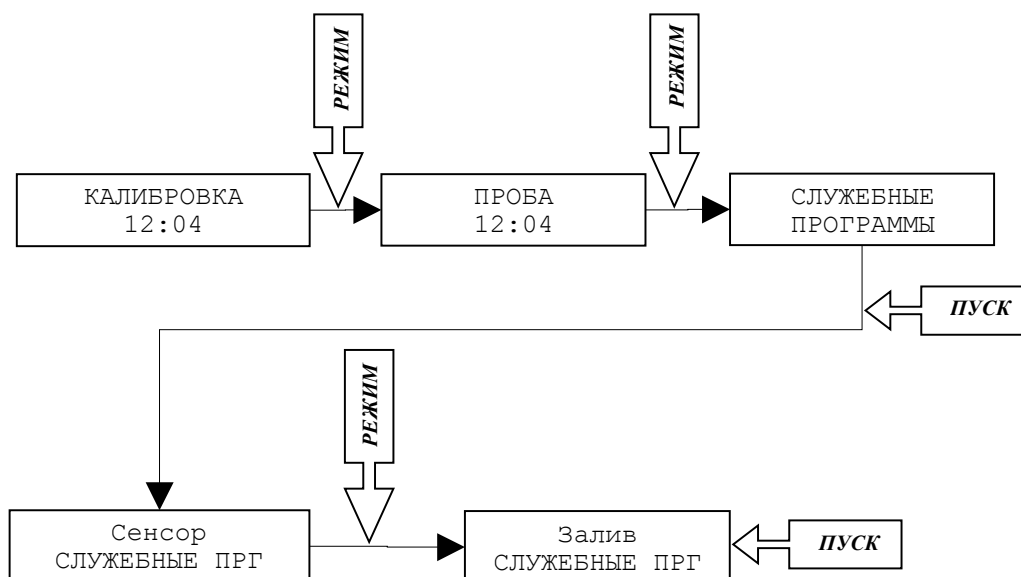 РЕЖИМ
РЕЖИМ
КАЛИБРОВКА
12:04
ПРОБА
12:04
СЛУЖЕБНЫЕ
ПРОГРАММЫ
ПУСК
РЕЖИМ
Сенсор
СЛУЖЕБНЫЕ ПРГ
Залив
СЛУЖЕБНЫЕ ПРГ
ПУСК